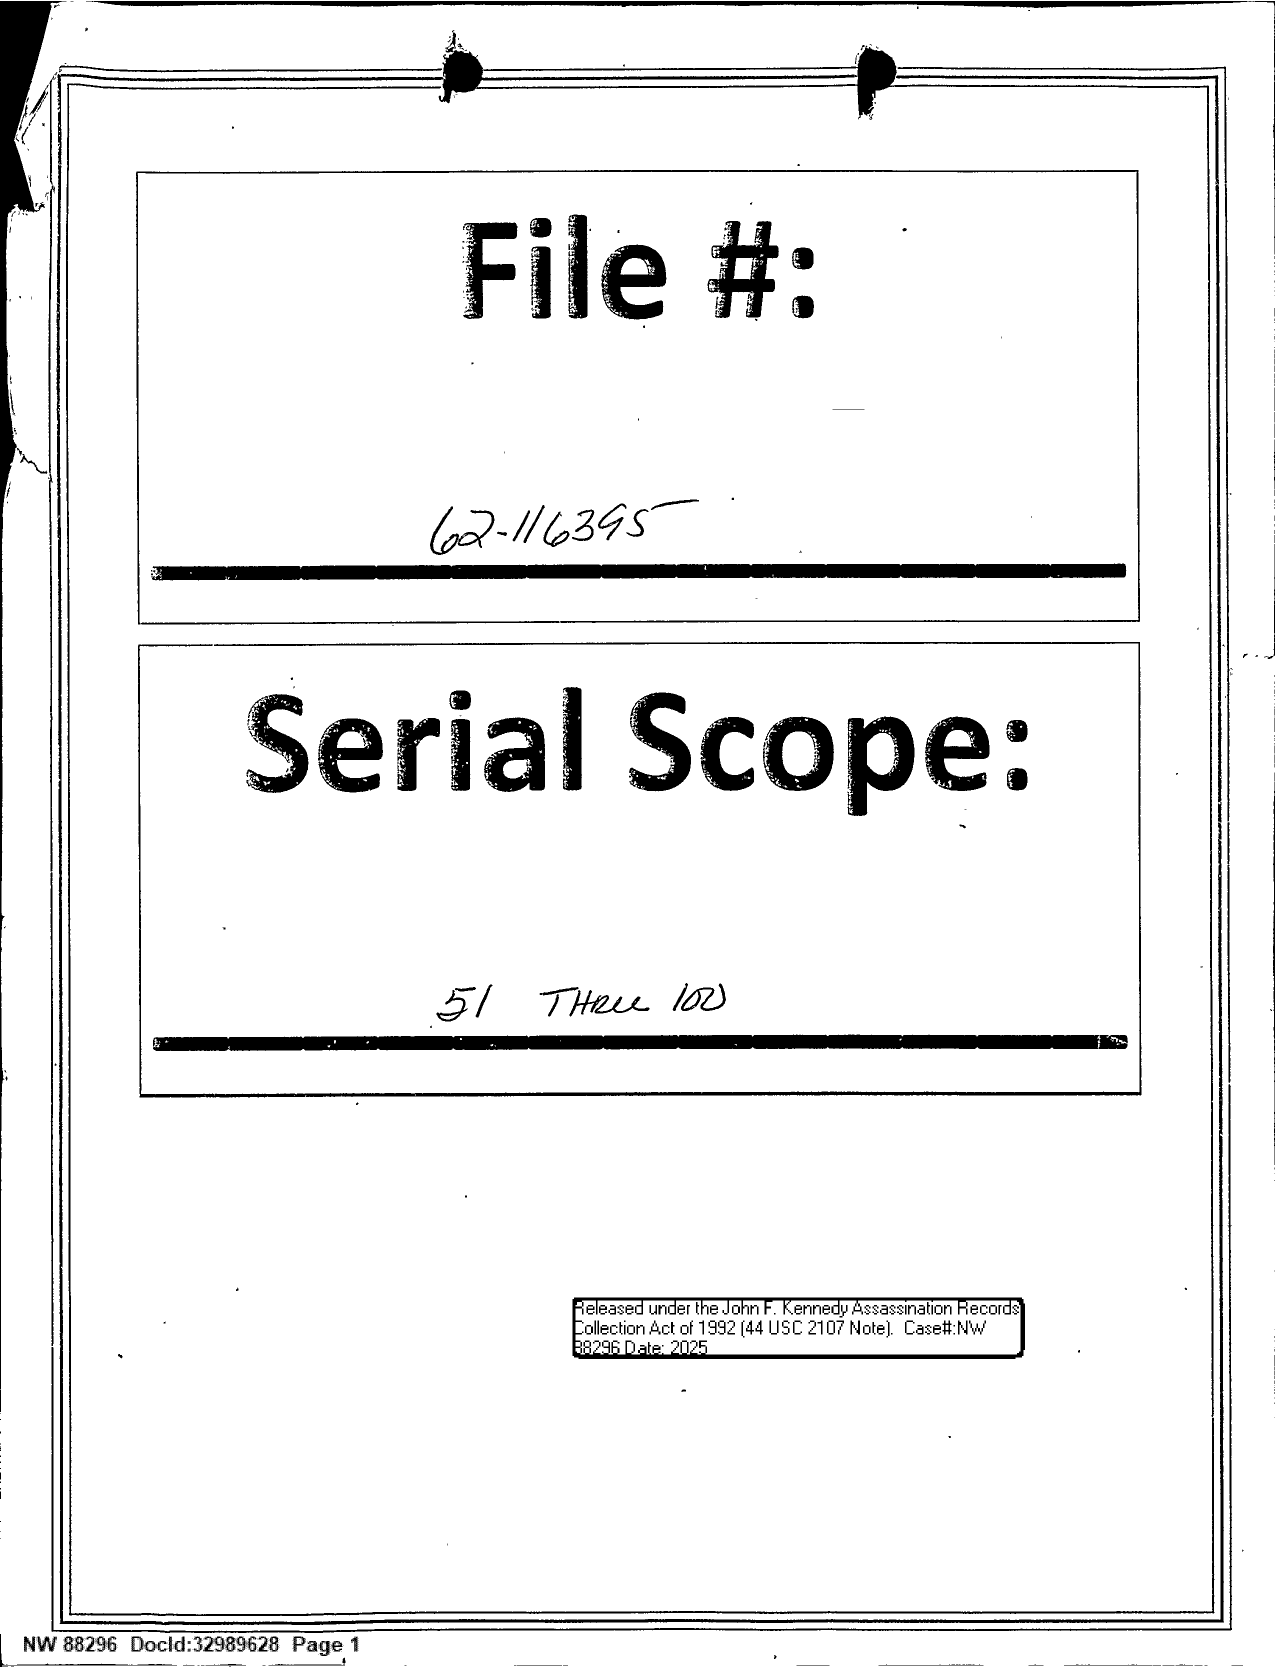 File #:
62-116395
Serial Scope:
51 THRU 100
Released under the John F. Kennedy Assassination Records
Collection Act of 1992 (44 USC 2107 Note). Case#:NW
88296 Date: 2025
NW 88296 DocId:32989628 Page 1